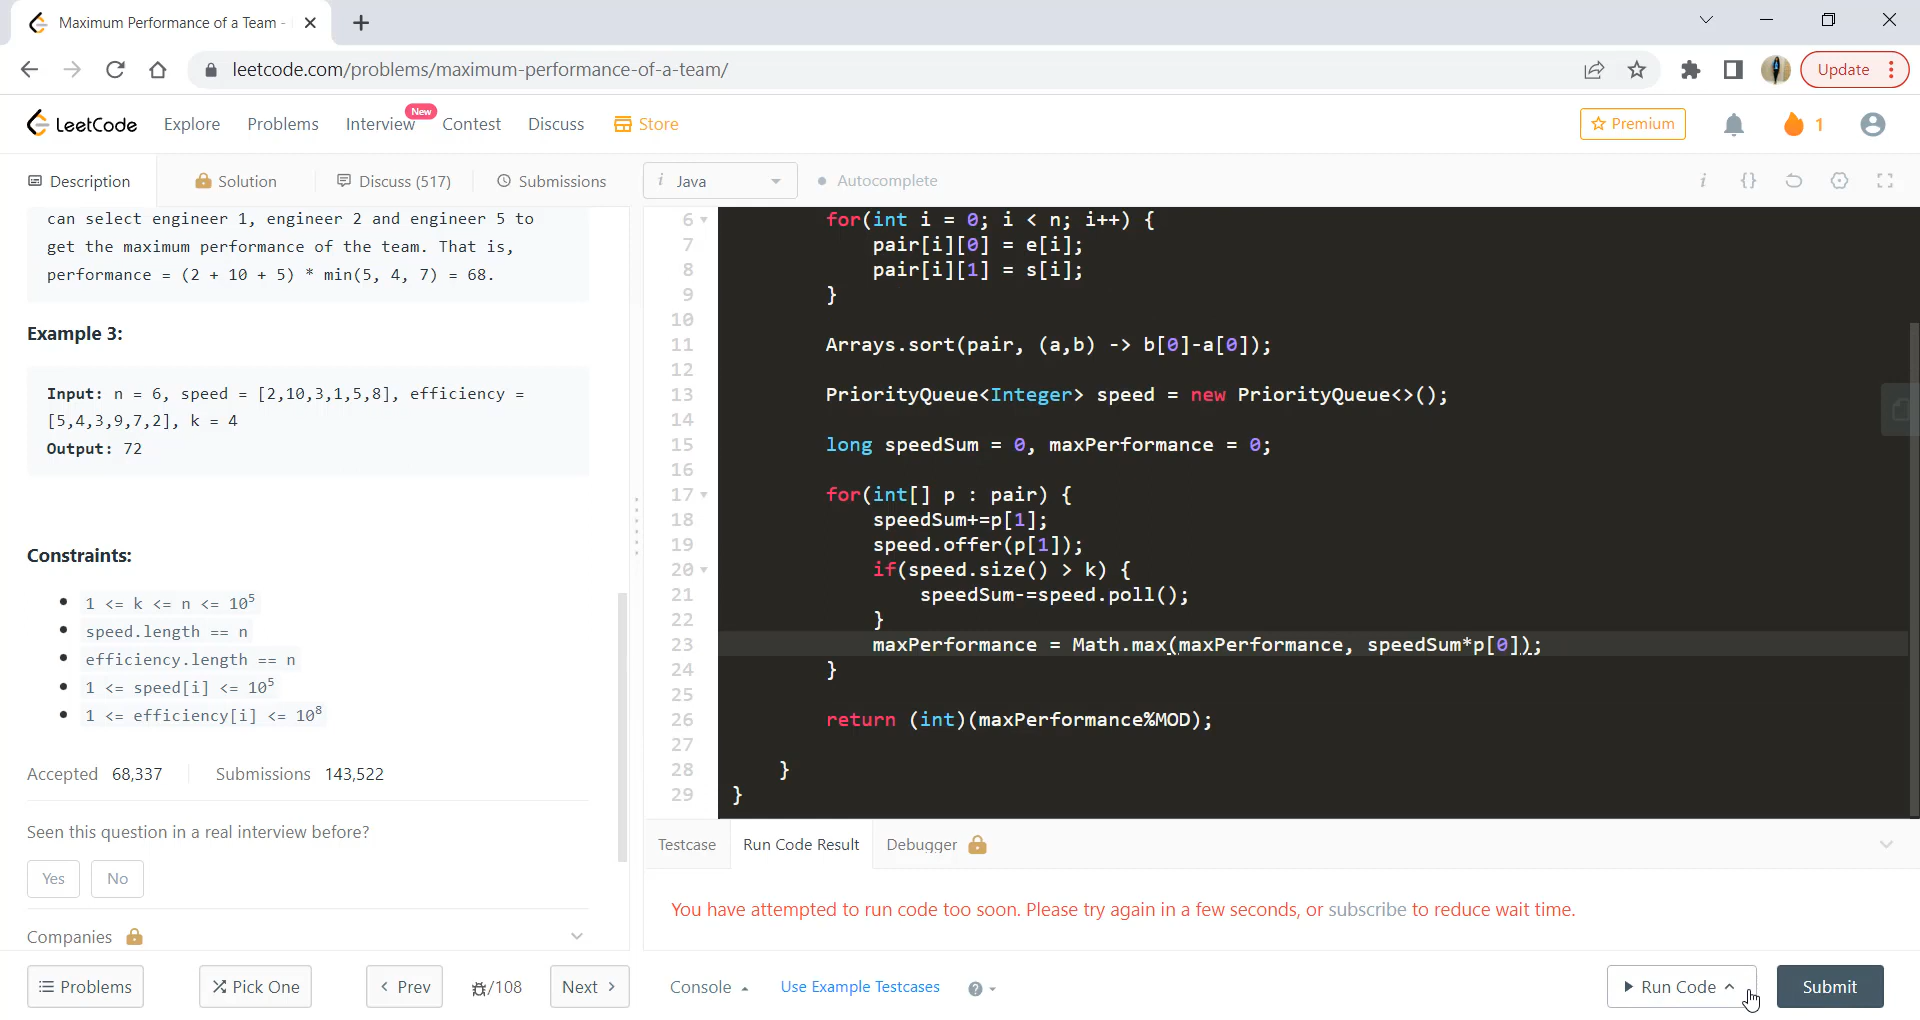 Maximum Performance of a Team -
leetcode.com/problems/maximum-performance-of-a-team/
Update
LeetCode Explore Problems Interview New Contest Discuss Store
Premium 1
Description Solution Discuss (517) Submissions
i Java Autocomplete i {}
can select engineer 1, engineer 2 and engineer 5 to
get the maximum performance of the team. That is,
performance = (2 + 10 + 5) * min(5, 4, 7) = 68.
Example 3:
Input: n = 6, speed = [2,10,3,1,5,8], efficiency =
[5,4,3,9,7,2], k = 4
Output: 72
Constraints:
1 <= k <= n <= 10⁵
speed.length == n
efficiency.length == n
1 <= speed[i] <= 10⁵
1 <= efficiency[i] <= 10⁸
Accepted 68,337 Submissions 143,522
Seen this question in a real interview before?
Yes No
Companies
Problems Pick One Prev /108 Next
6 for(int i = 0; i < n; i++) {
7 pair[i][0] = e[i];
8 pair[i][1] = s[i];
9 }
10
11 Arrays.sort(pair, (a,b) -> b[0]-a[0]);
12
13 PriorityQueue<Integer> speed = new PriorityQueue<>();
14
15 long speedSum = 0, maxPerformance = 0;
16
17 for(int[] p : pair) {
18 speedSum+=p[1];
19 speed.offer(p[1]);
20 if(speed.size() > k) {
21 speedSum-=speed.poll();
22 }
23 maxPerformance = Math.max(maxPerformance, speedSum*p[0]);
24 }
25
26 return (int)(maxPerformance%MOD);
27
28 }
29 }
Testcase Run Code Result Debugger
You have attempted to run code too soon. Please try again in a few seconds, or subscribe to reduce wait time.
Console Use Example Testcases ?
Run Code Submit